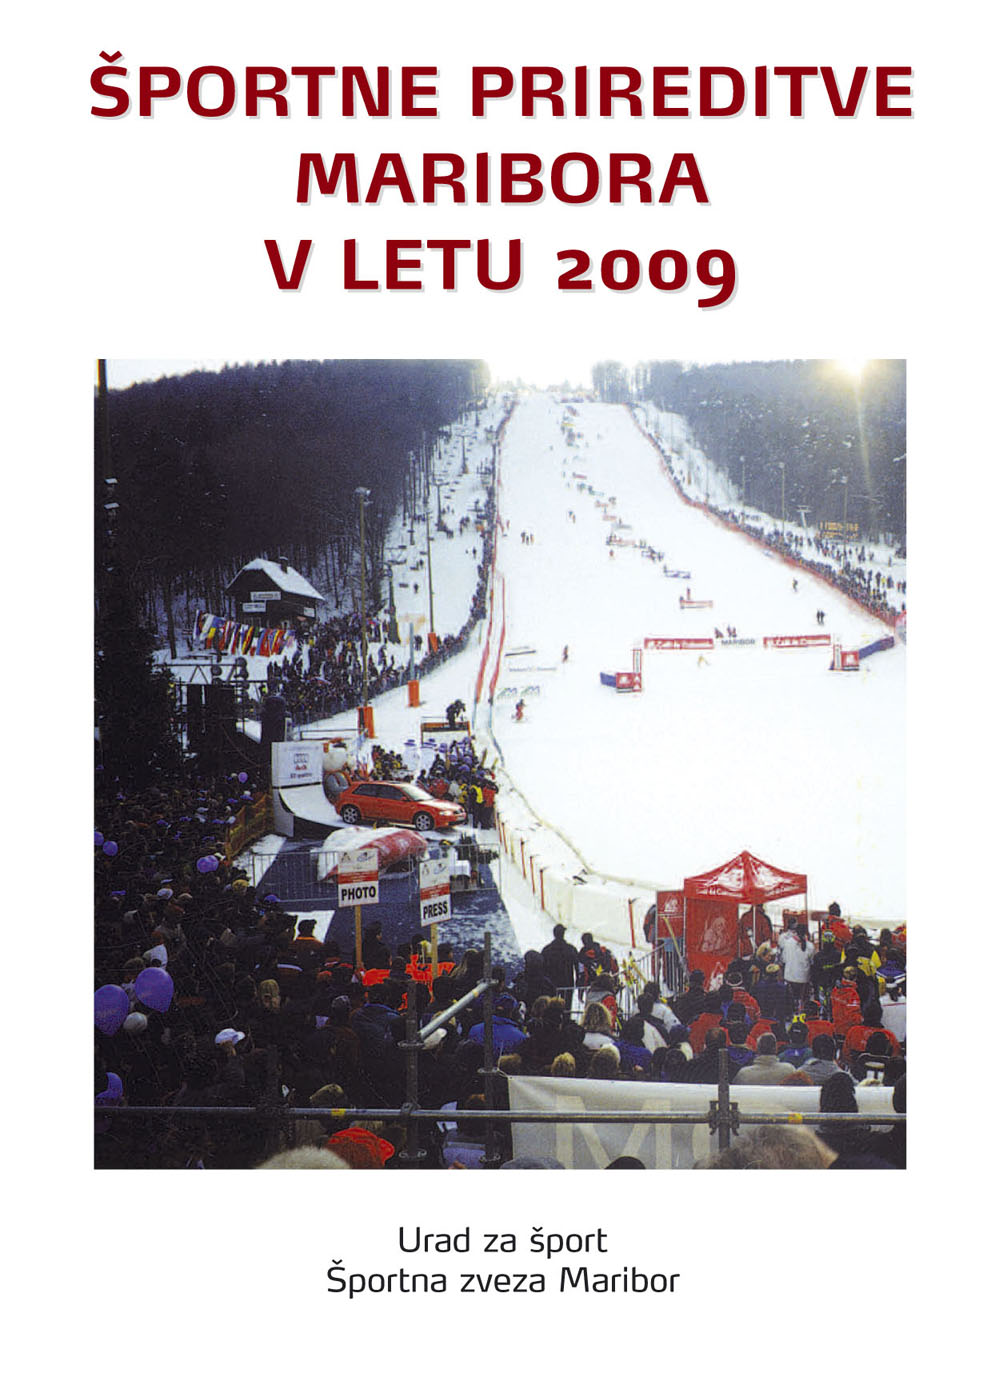 ŠPORTNE PRIREDITVE
MARIBORA
V LETU 2009
MARIBOR
PHOTO
PRESS
Urad za šport
Športna zveza Maribor